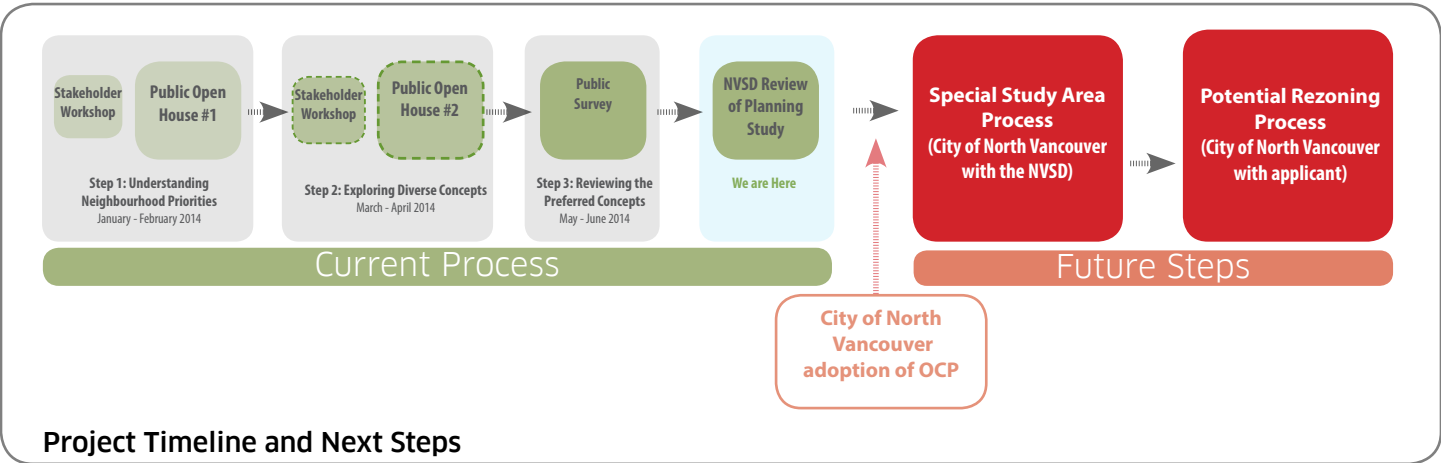 Stakeholder
Workshop
Public Open
House #1
Step 1: Understanding
Neighbourhood Priorities
January - February 2014
Stakeholder
Workshop
Public Open
House #2
Step 2: Exploring Diverse Concepts
March - April 2014
Public
Survey
Step 3: Reviewing the
Preferred Concepts
May - June 2014
NVSD Review
of Planning
Study
We are Here
Special Study Area
Process
(City of North Vancouver
with the NVSD)
Potential Rezoning
Process
(City of North Vancouver
with applicant)
Current Process
Future Steps
City of North
Vancouver
adoption of OCP
Project Timeline and Next Steps